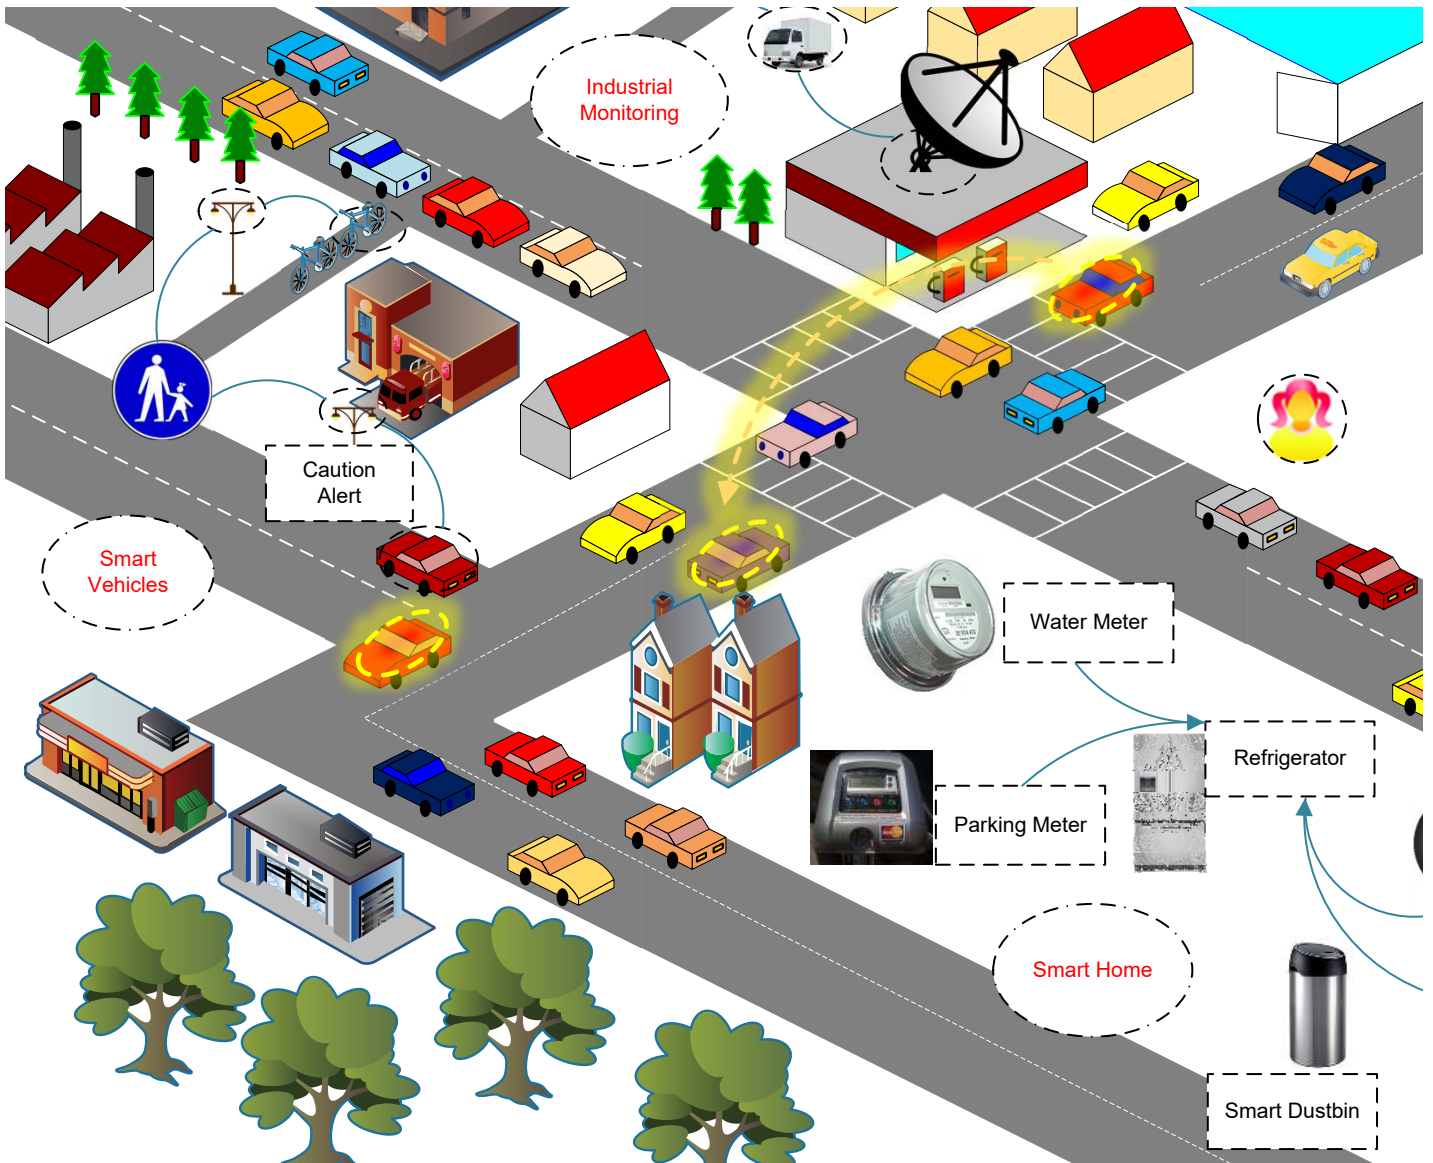 Industrial
Monitoring
Caution
Alert
Smart
Vehicles
Water Meter
Refrigerator
Parking Meter
Smart Home
Smart Dustbin